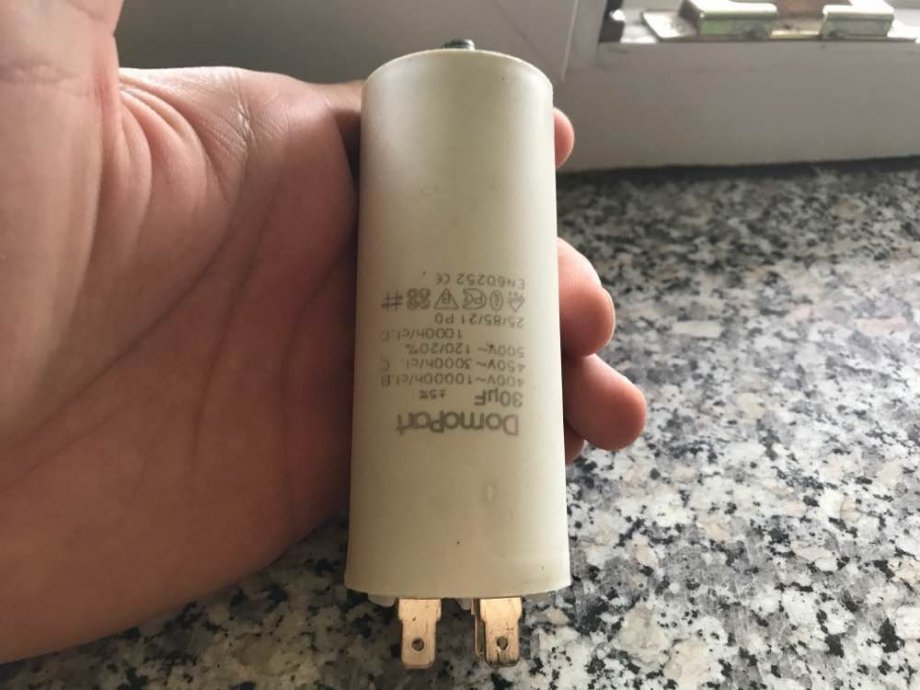 DomoPart
30µF ±5%
400V~10000h/cl.B
450V~3000h/cl.C
500V~120/20%
1000h/cl.D
25/85/21 P0
EN60252 CE